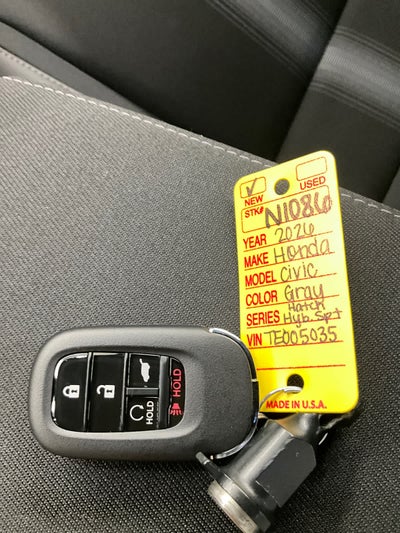 ✓
NEW USED
STK# N1086
YEAR 2026
MAKE Honda
MODEL Civic
COLOR Gray
Hatch
SERIES Hyb. Sprt
VIN TE005035
MADE IN U.S.A.
HOLD
HOLD